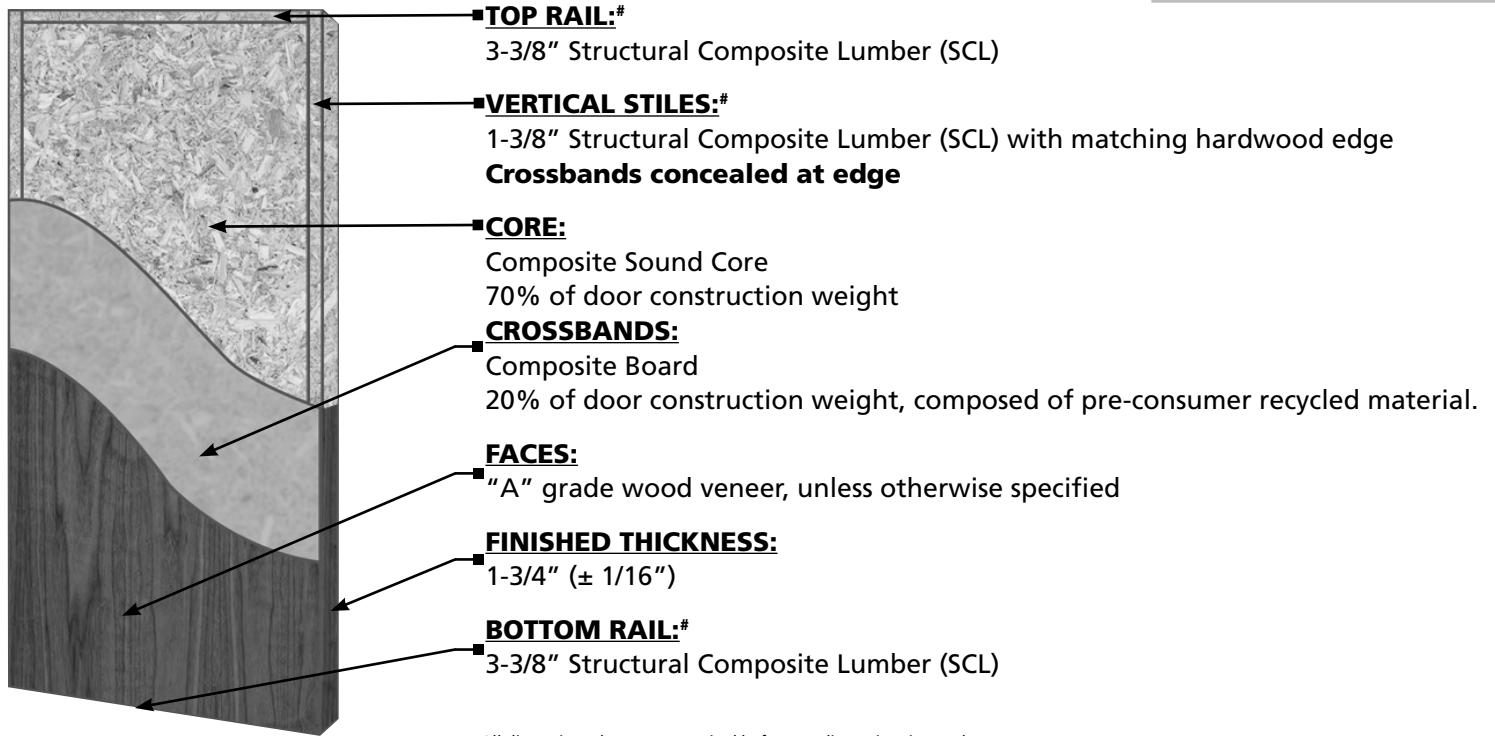 TOP RAIL:#
3-3/8” Structural Composite Lumber (SCL)
VERTICAL STILES:#
1-3/8” Structural Composite Lumber (SCL) with matching hardwood edge
Crossbands concealed at edge
CORE:
Composite Sound Core
70% of door construction weight
CROSSBANDS:
Composite Board
20% of door construction weight, composed of pre-consumer recycled material.
FACES:
“A” grade wood veneer, unless otherwise specified
FINISHED THICKNESS:
1-3/4” (± 1/16”)
BOTTOM RAIL:#
3-3/8” Structural Composite Lumber (SCL)